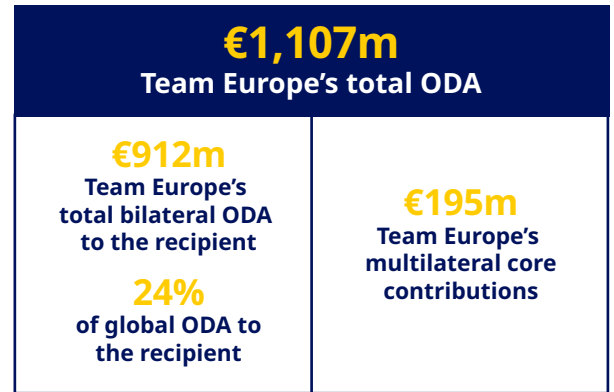 €1,107m
Team Europe’s total ODA
€912m
Team Europe’s
total bilateral ODA
to the recipient
24%
of global ODA to
the recipient
€195m
Team Europe’s
multilateral core
contributions